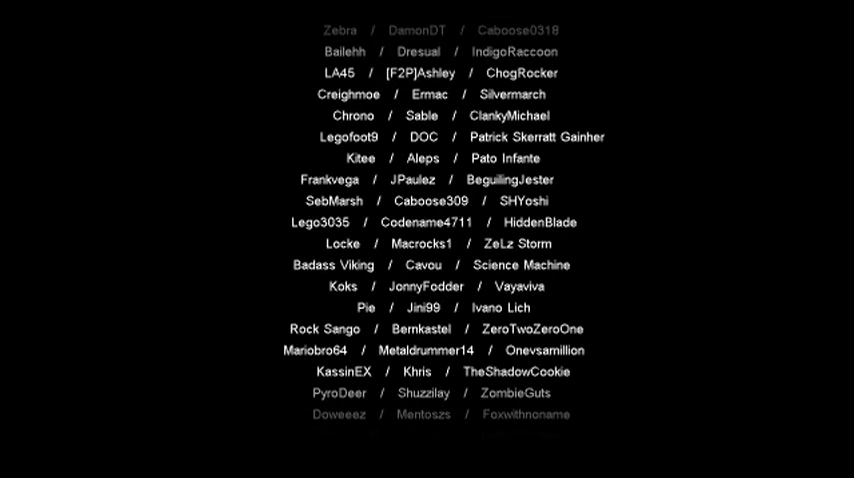 Zebra / DamonDT / Caboose0318
Bailehh / Dresual / IndigoRaccoon
LA45 / [F2P]Ashley / ChogRocker
Creighmoe / Ermac / Silvermarch
Chrono / Sable / ClankyMichael
Legofoot9 / DOC / Patrick Skerratt Gainher
Kitee / Aleps / Pato Infante
Frankvega / JPaulez / BeguilingJester
SebMarsh / Caboose309 / SHYoshi
Lego3035 / Codename4711 / HiddenBlade
Locke / Macrocks1 / ZeLz Storm
Badass Viking / Cavou / Science Machine
Koks / JonnyFodder / Vayaviva
Pie / Jini99 / Ivano Lich
Rock Sango / Bernkastel / ZeroTwoZeroOne
Mariobro64 / Metaldrummer14 / Onevsamillion
KassinEX / Khris / TheShadowCookie
PyroDeer / Shuzzilay / ZombieGuts
Doweeez / Mentoszs / Foxwithnoname